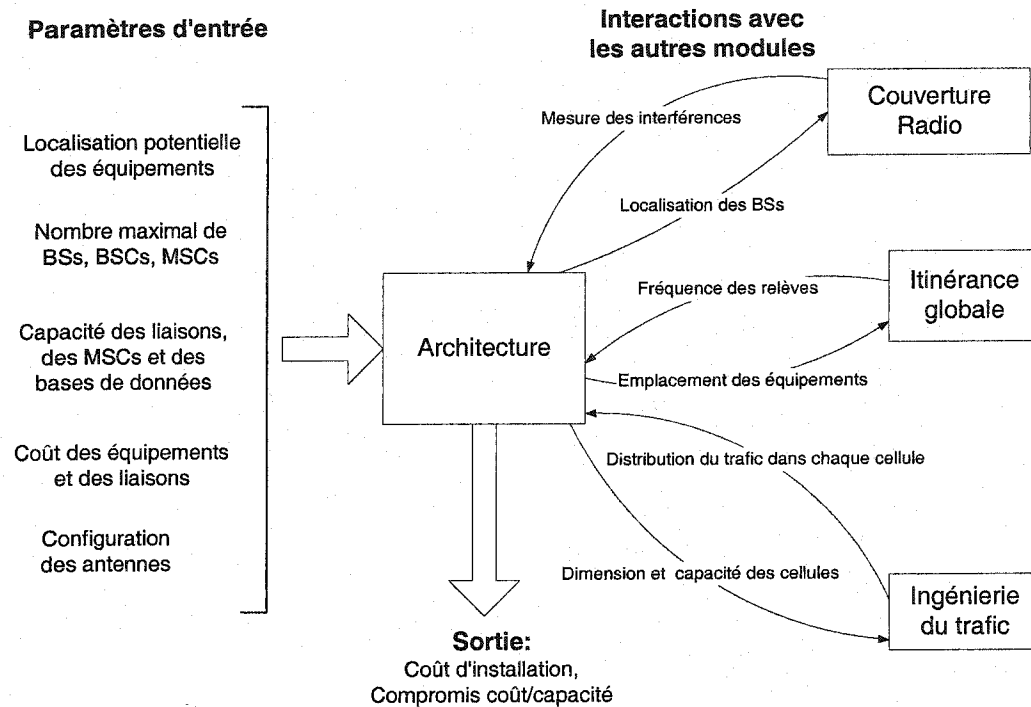 Paramètres d'entrée
Localisation potentielle
des équipements
Nombre maximal de
BSs, BSCs, MSCs
Capacité des liaisons,
des MSCs et des
bases de données
Coût des équipements
et des liaisons
Configuration
des antennes
Architecture
Sortie:
Coût d'installation,
Compromis coût/capacité
Interactions avec
les autres modules
Mesure des interférences
Localisation des BSs
Couverture
Radio
Fréquence des relèves
Emplacement des équipements
Itinérance
globale
Distribution du trafic dans chaque cellule
Dimension et capacité des cellules
Ingénierie
du trafic